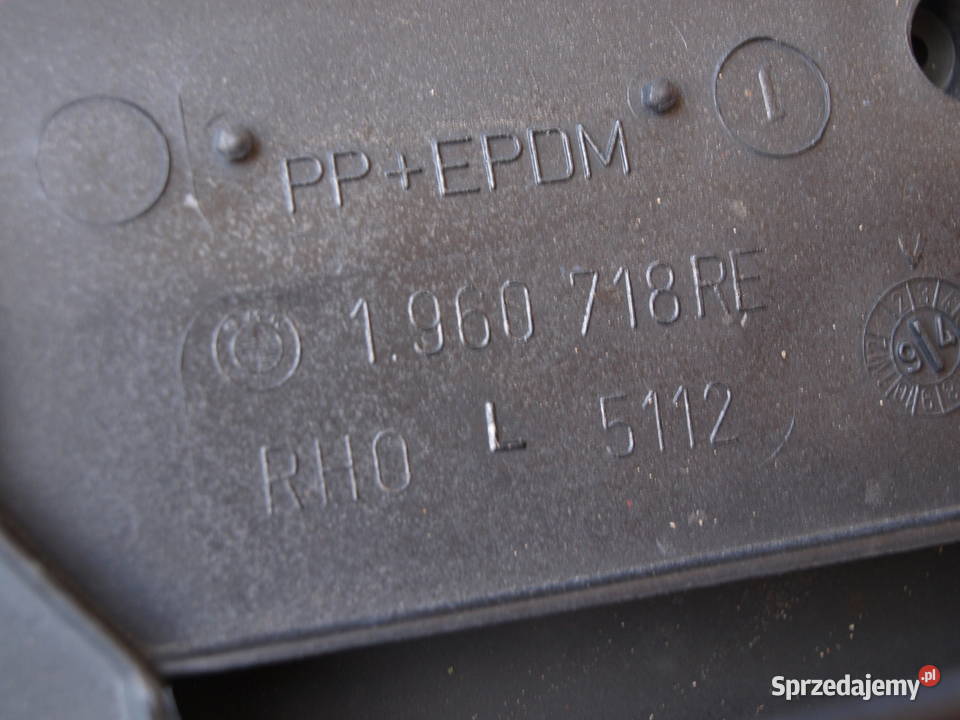 I
PP+EPDM
1.960 718RE
RHO L 5112
Sprzedajemy.pl